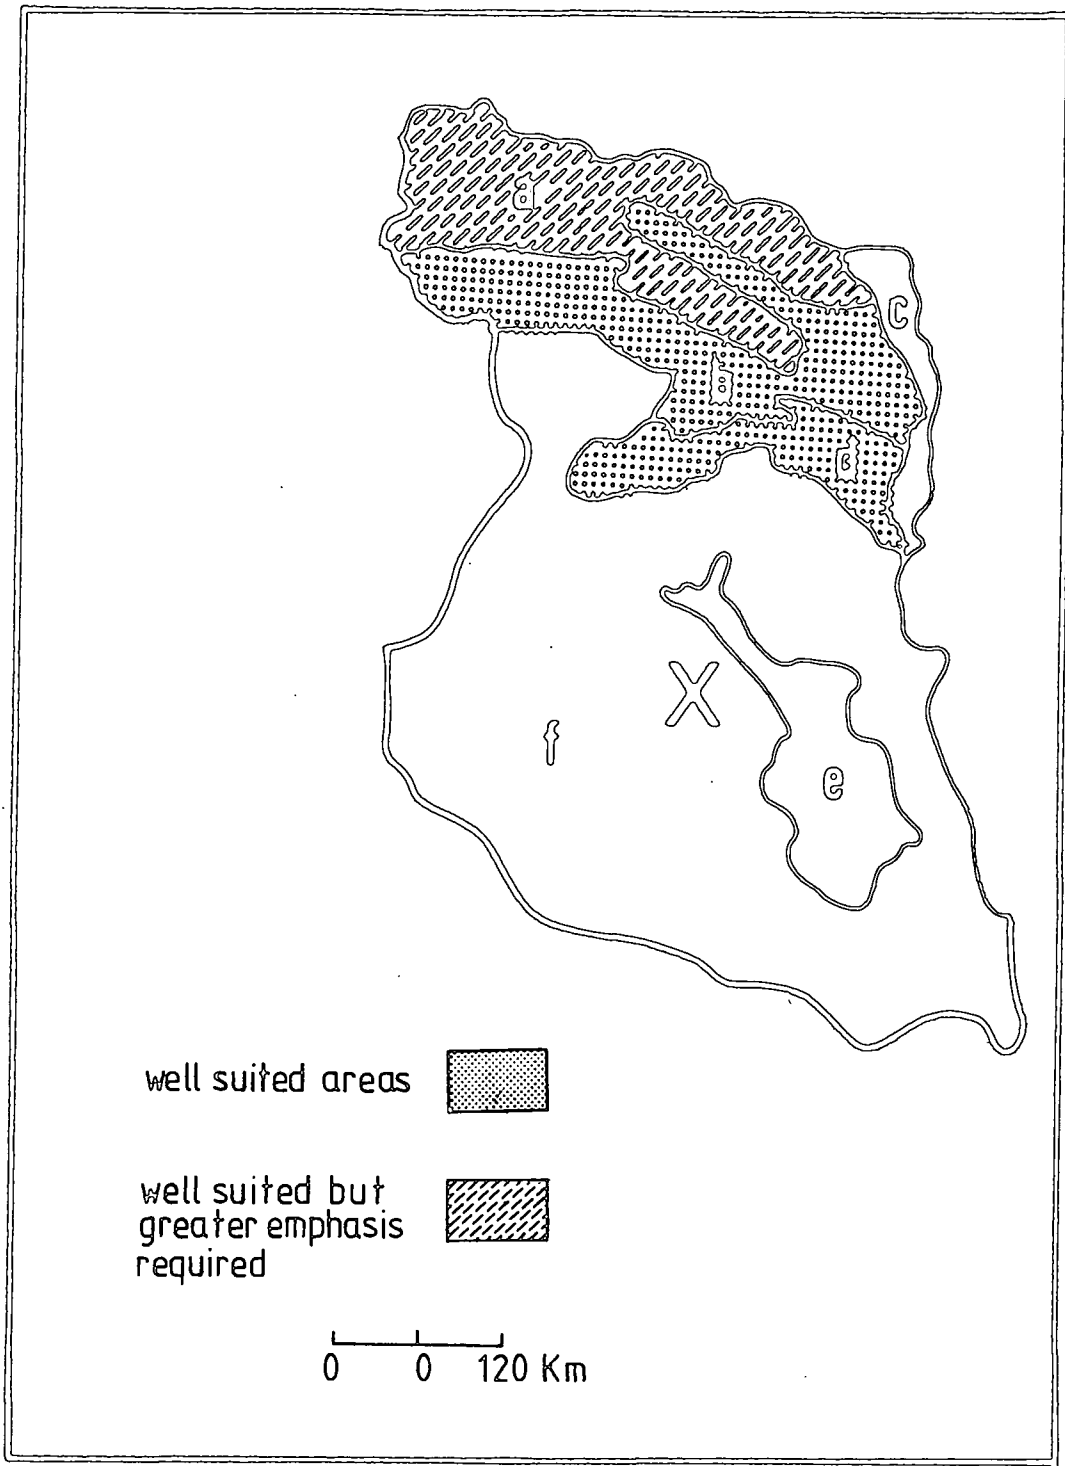 a
c
B
B
X
f
e
well suited areas
well suited but
greater emphasis
required
0 0 120 Km